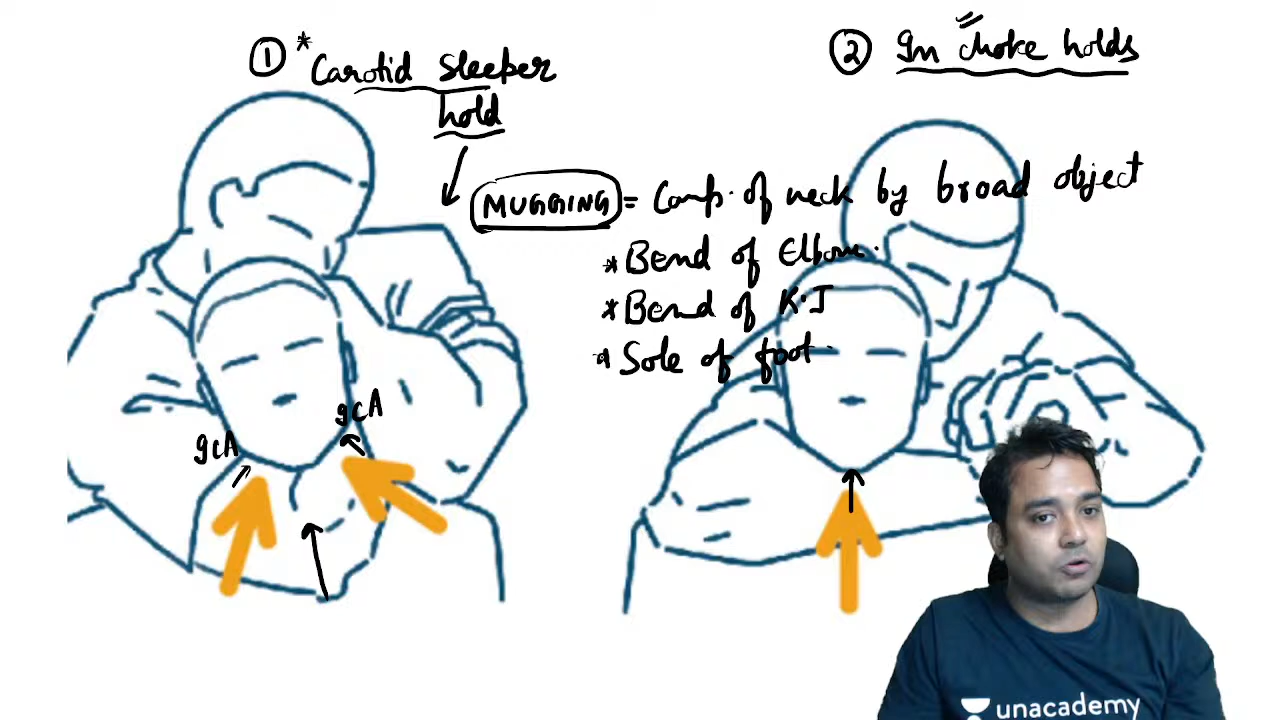 ① * Carotid Sleeper
hold
② In choke holds
MUGGING = Comp. of neck by broad object
* Bend of Elbow.
* Bend of K.J
* Sole of foot.
gcA
gcA
unacademy